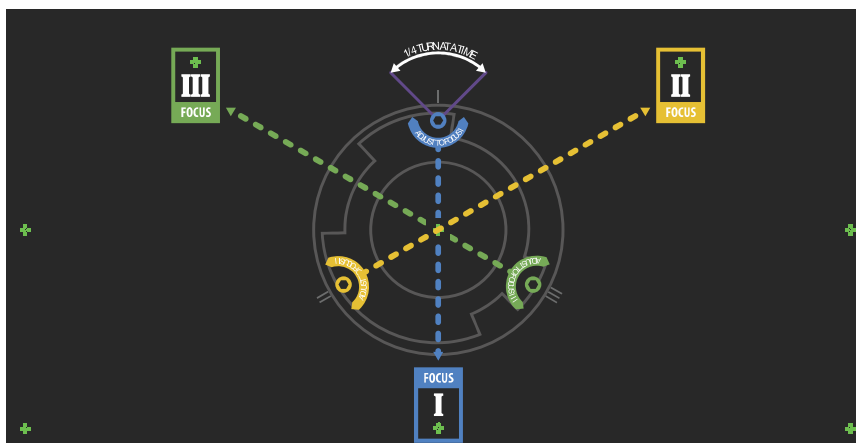 1/4 TURN AT A TIME
III
FOCUS
II
FOCUS
ADJUST TO FOCUS I
FOCUS
I